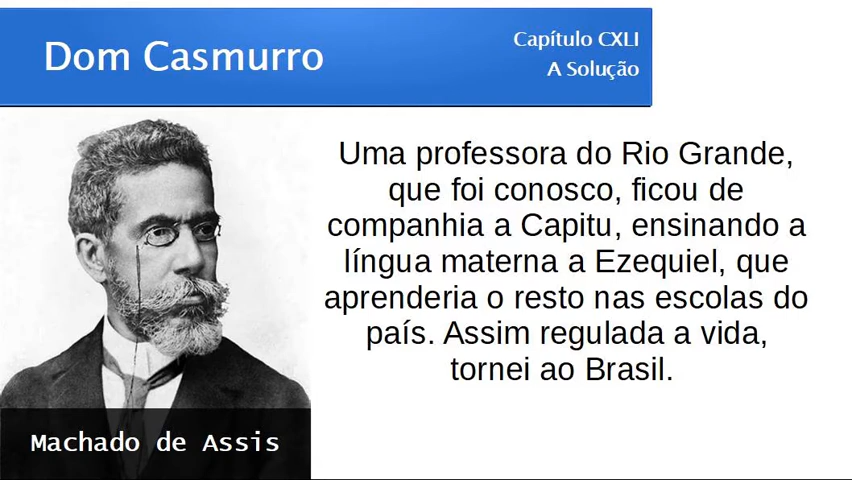 Dom Casmurro
Capítulo CXLI
A Solução
Uma professora do Rio Grande,
que foi conosco, ficou de
companhia a Capitu, ensinando a
língua materna a Ezequiel, que
aprenderia o resto nas escolas do
país. Assim regulada a vida,
tornei ao Brasil.
Machado de Assis